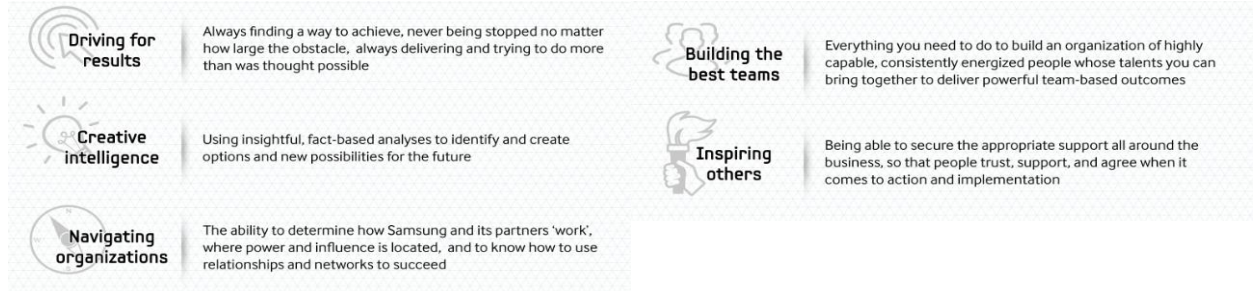 Driving for
results
Always finding a way to achieve, never being stopped no matter
how large the obstacle, always delivering and trying to do more
than was thought possible
Creative
intelligence
Using insightful, fact-based analyses to identify and create
options and new possibilities for the future
Navigating
organizations
The ability to determine how Samsung and its partners ‘work’,
where power and influence is located, and to know how to use
relationships and networks to succeed
Building the
best teams
Everything you need to do to build an organization of highly
capable, consistently energized people whose talents you can
bring together to deliver powerful team-based outcomes
Inspiring
others
Being able to secure the appropriate support all around the
business, so that people trust, support, and agree when it
comes to action and implementation